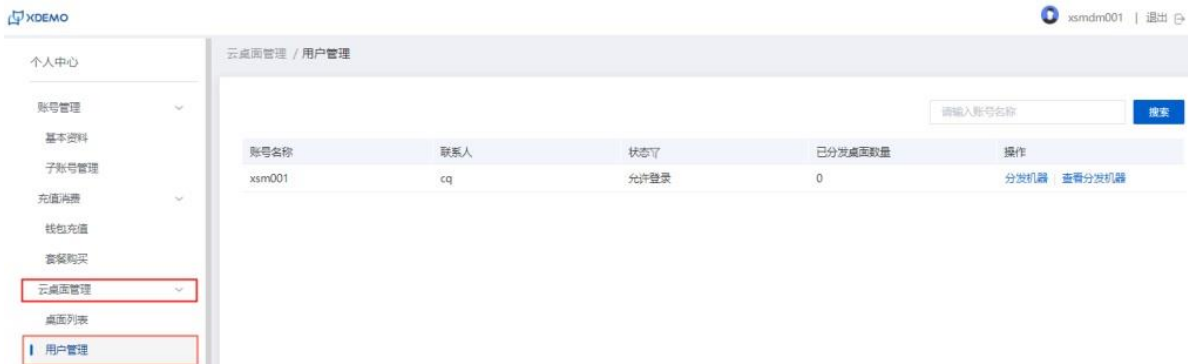 XDEMO
xsmdm001 | 退出
个人中心
云桌面管理 / 用户管理
账号管理
基本资料
子账号管理
充值消费
钱包充值
套餐购买
云桌面管理
桌面列表
用户管理
请输入账号名称 搜索
账号名称 联系人 状态 已分发桌面数量 操作
xsm001 cq 允许登录 0 分发机器 查看分发机器